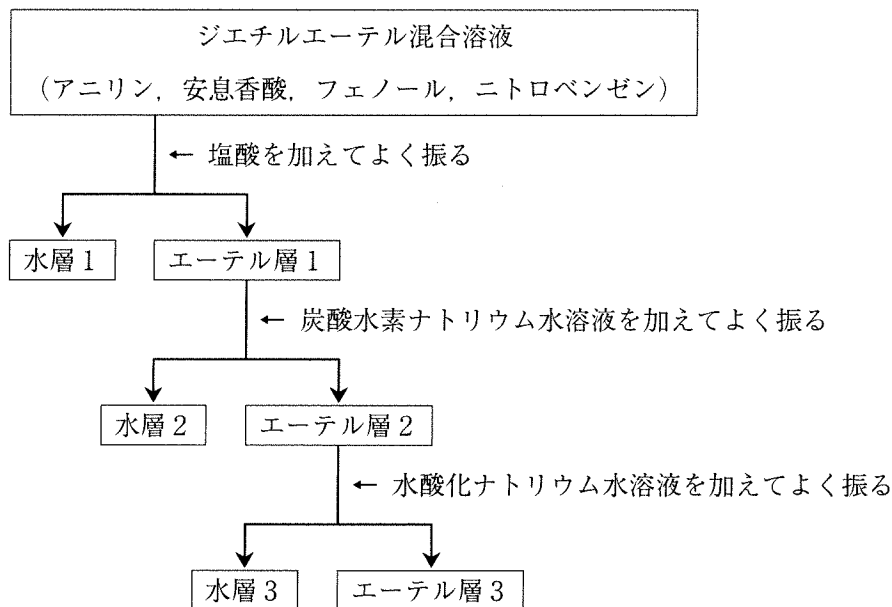 ジエチルエーテル混合溶液
(アニリン,安息香酸,フェノール,ニトロベンゼン)
← 塩酸を加えてよく振る
水層1
エーテル層1
← 炭酸水素ナトリウム水溶液を加えてよく振る
水層2
エーテル層2
← 水酸化ナトリウム水溶液を加えてよく振る
水層3
エーテル層3